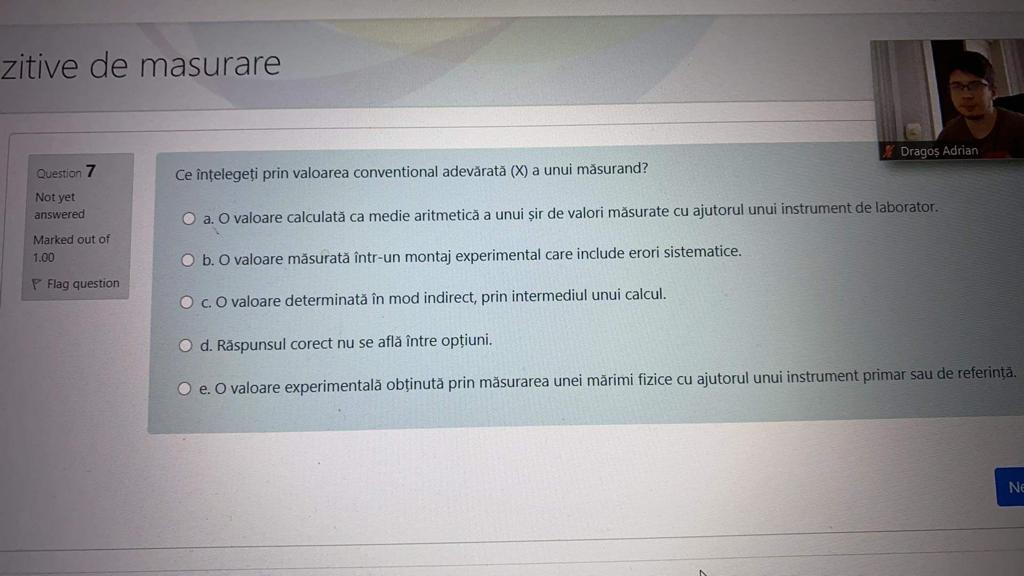 zitive de masurare
Dragoș Adrian
Question 7
Not yet
answered
Marked out of
1.00
Flag question
Ce înțelegeți prin valoarea conventional adevărată (X) a unui măsurand?
a. O valoare calculată ca medie aritmetică a unui șir de valori măsurate cu ajutorul unui instrument de laborator.
b. O valoare măsurată într-un montaj experimental care include erori sistematice.
c. O valoare determinată în mod indirect, prin intermediul unui calcul.
d. Răspunsul corect nu se află între opțiuni.
e. O valoare experimentală obținută prin măsurarea unei mărimi fizice cu ajutorul unui instrument primar sau de referință.
Ne